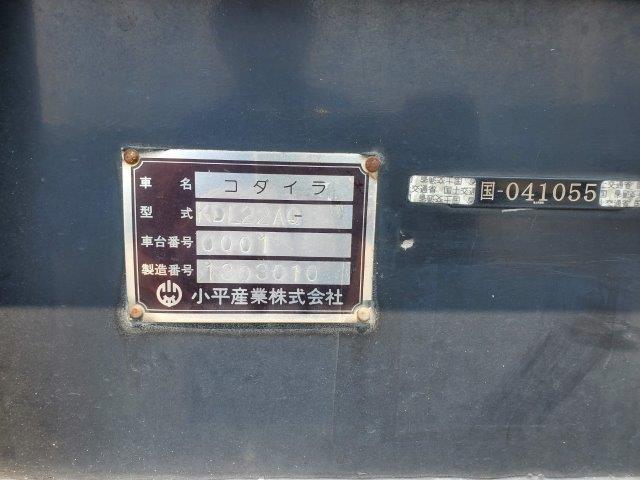 車名 コダイラ
型式 KDL22AG
車台番号 0001
製造番号 1303010
小平産業株式会社
国-041055